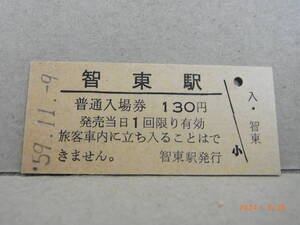 59.11.-9
智東駅
普通入場券 130円
発売当日1回限り有効
旅客車内に立ち入ることはで
きません。 智東駅発行
入・智東
小